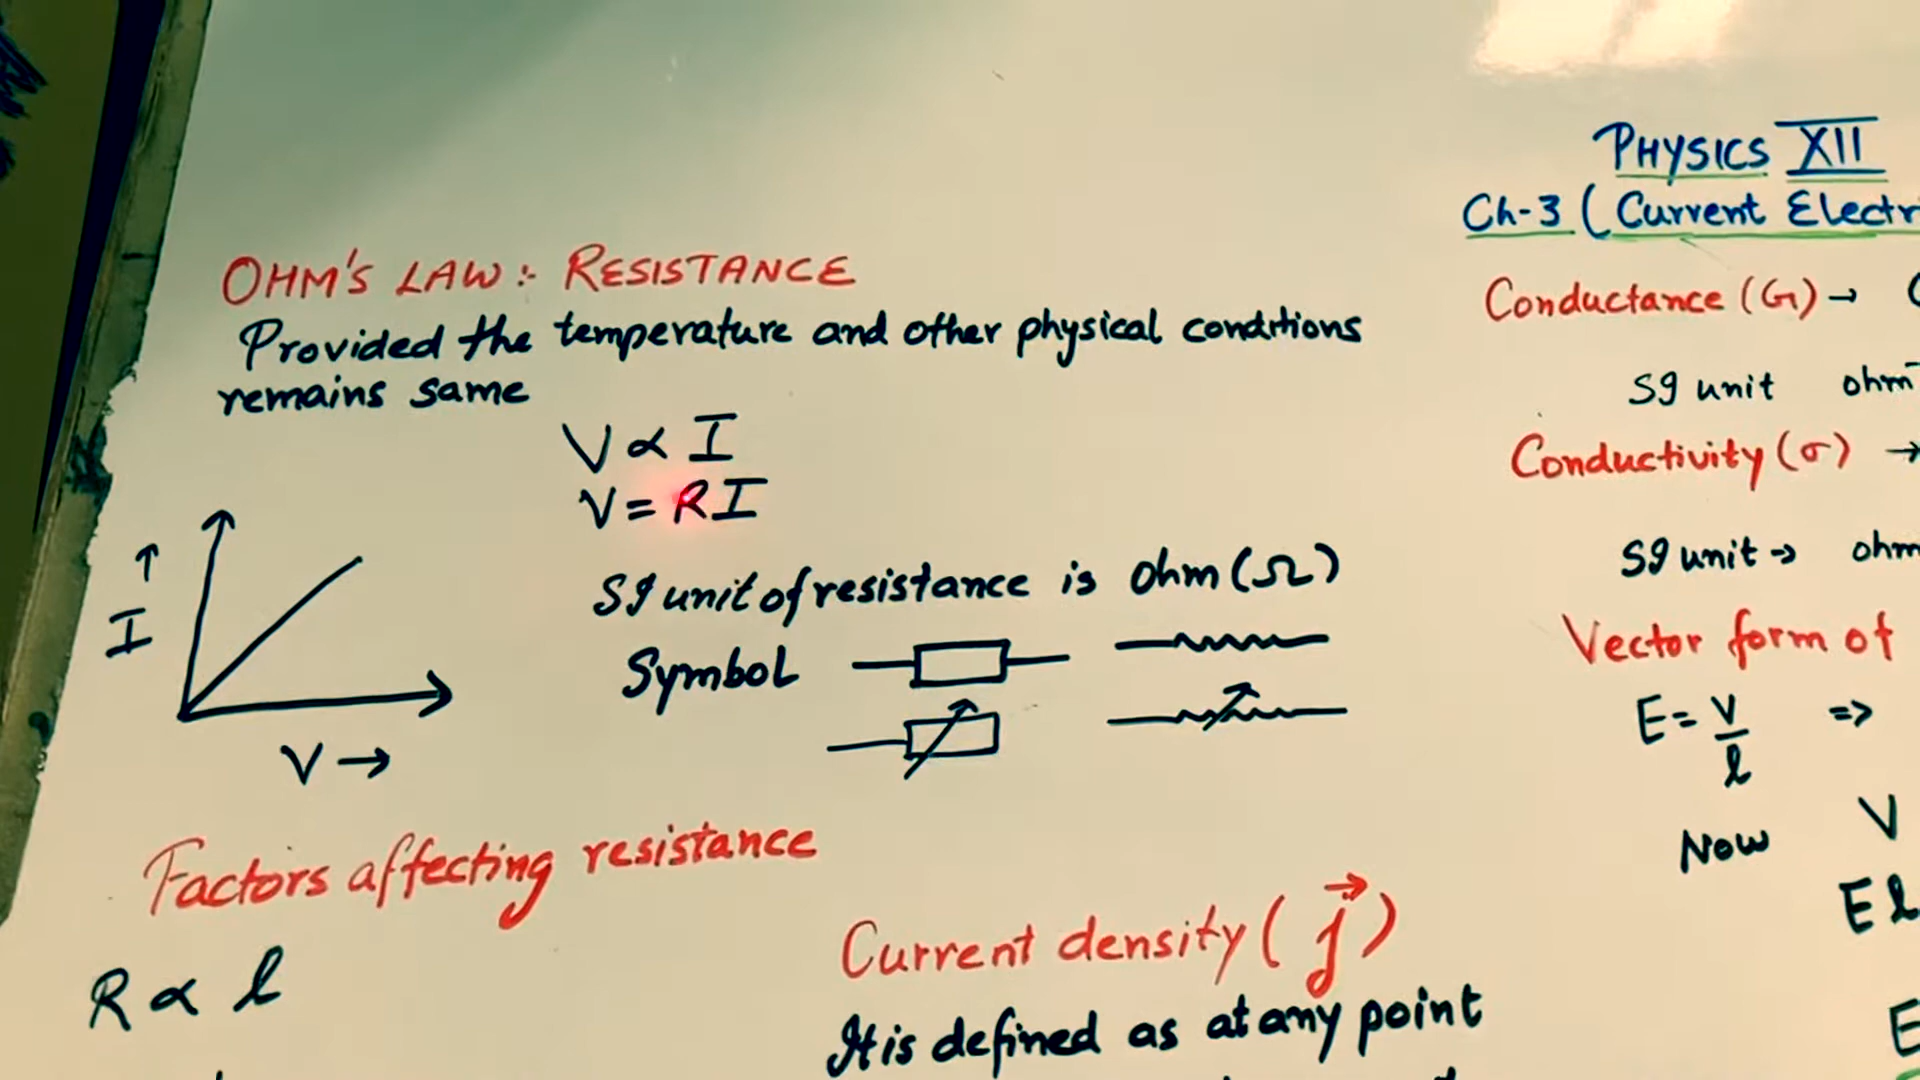 PHYSICS XII
Ch-3 (Current Electr
OHM'S LAW :- RESISTANCE
Provided the temperature and other physical conditions
remains same
V ∝ I
V = RI
I ↑
V →
SI unit of resistance is ohm (Ω)
Symbol
Factors affecting resistance
R ∝ l
Current density ( j⃗ )
It is defined as at any point
Conductance (G) →
SI unit ohm⁻
Conductivity (σ) →
SI unit → ohm
Vector form of
E = V/l =>
Now V
El
E